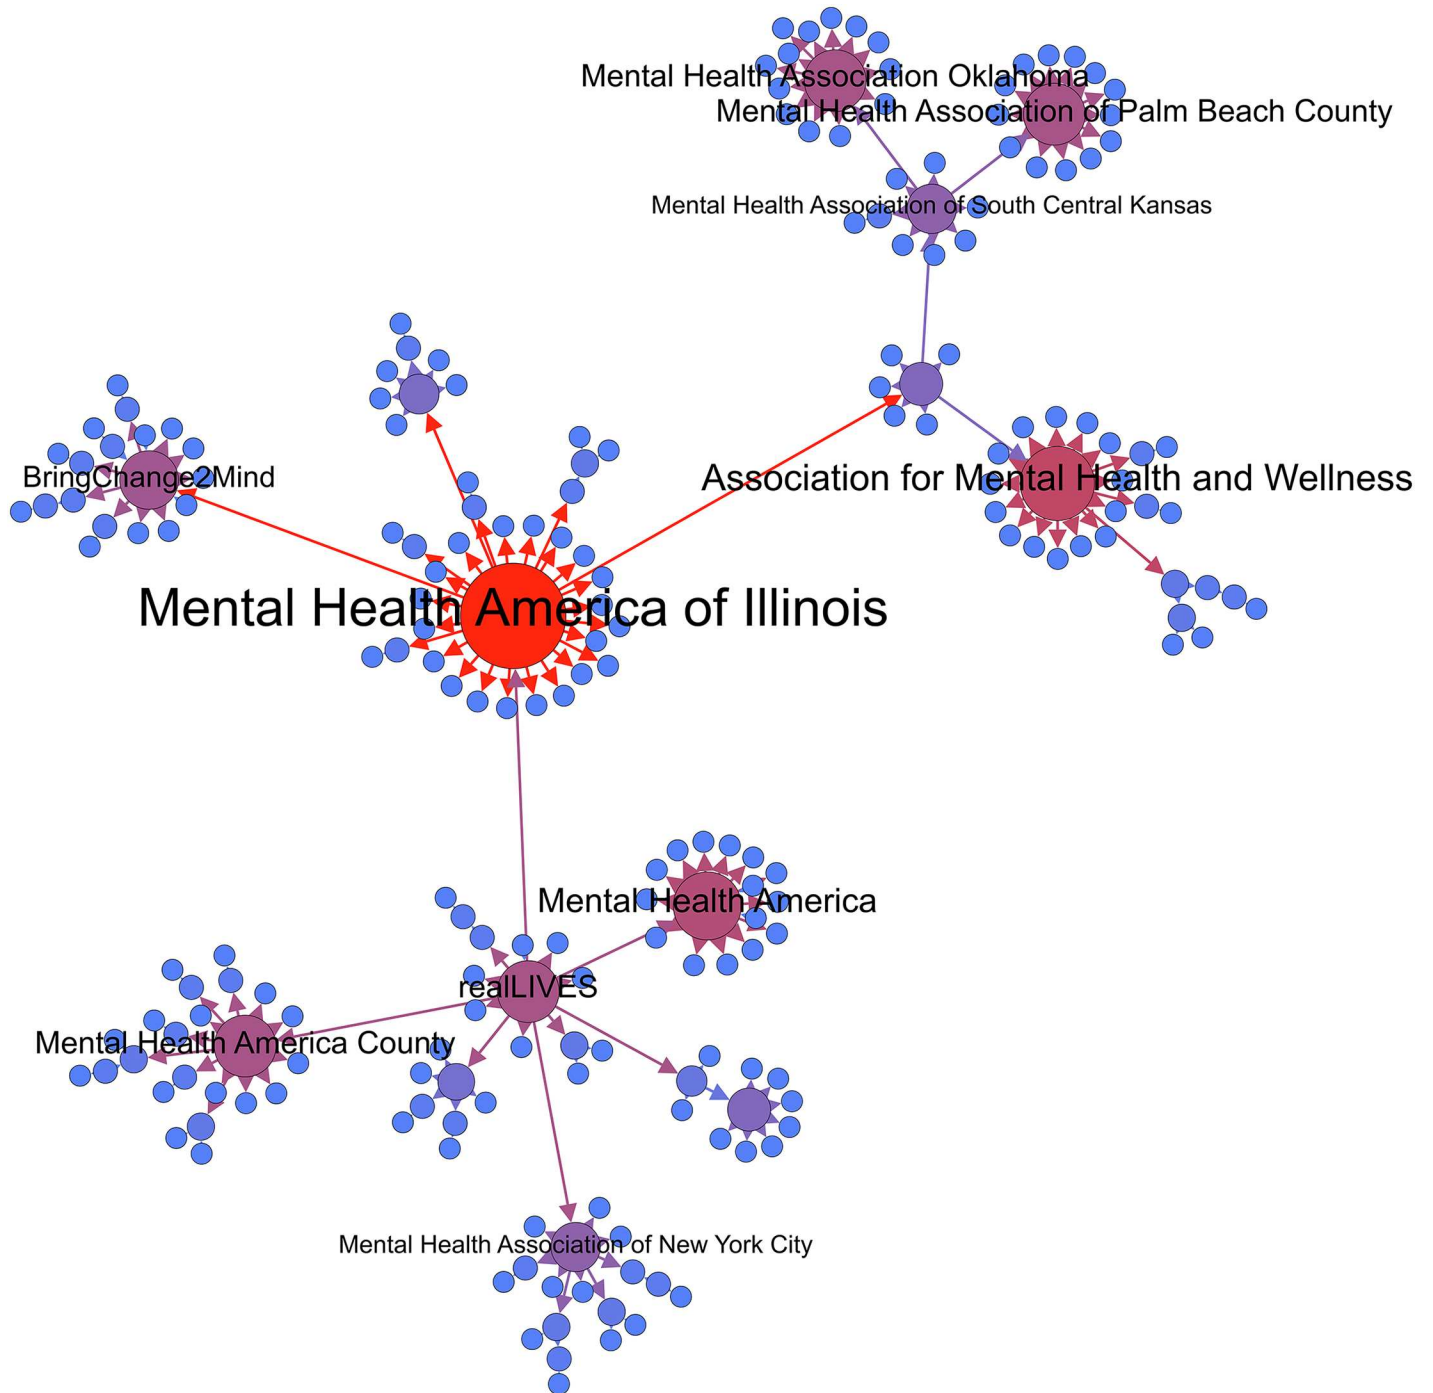 Mental Health Association Oklahoma
Mental Health Association of Palm Beach County
Mental Health Association of South Central Kansas
BringChange2Mind
Association for Mental Health and Wellness
Mental Health America of Illinois
Mental Health America
realLIVES
Mental Health America County
Mental Health Association of New York City